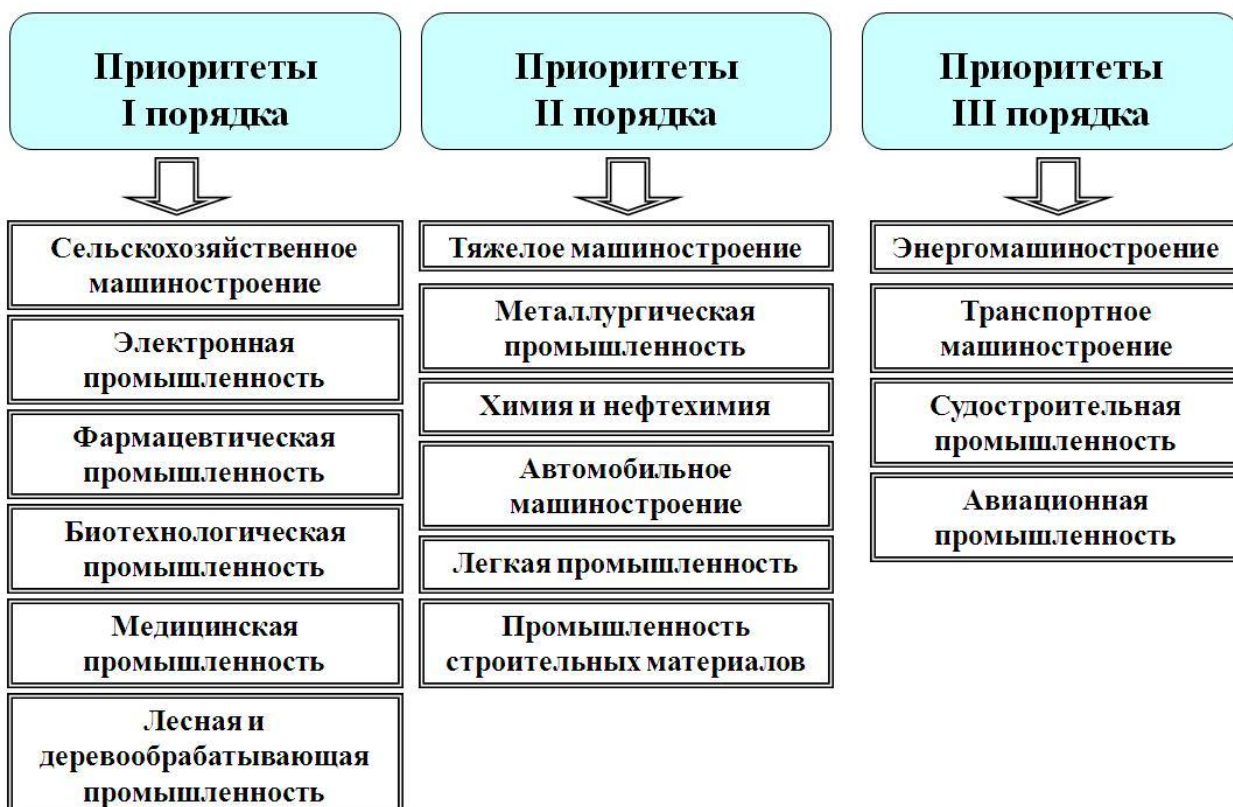 Приоритеты
I порядка
Сельскохозяйственное
машиностроение
Электронная
промышленность
Фармацевтическая
промышленность
Биотехнологическая
промышленность
Медицинская
промышленность
Лесная и
деревообрабатывающая
промышленность
Приоритеты
II порядка
Тяжелое машиностроение
Металлургическая
промышленность
Химия и нефтехимия
Автомобильное
машиностроение
Легкая промышленность
Промышленность
строительных материалов
Приоритеты
III порядка
Энергомашиностроение
Транспортное
машиностроение
Судостроительная
промышленность
Авиационная
промышленность